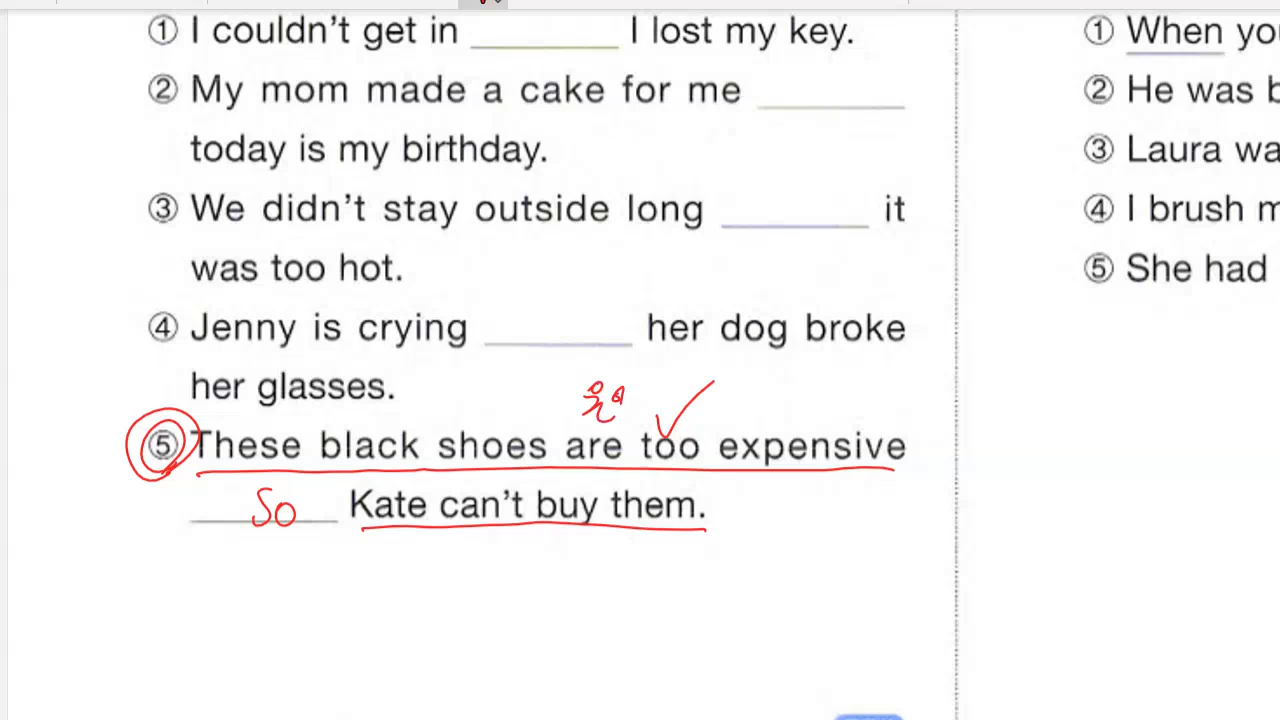 ① I couldn't get in ________ I lost my key.
② My mom made a cake for me ________
today is my birthday.
③ We didn't stay outside long ________ it
was too hot.
④ Jenny is crying ________ her dog broke
her glasses.
원인
⑤ These black shoes are too expensive
so Kate can't buy them.
① When
② He was
③ Laura
④ I brush
⑤ She had